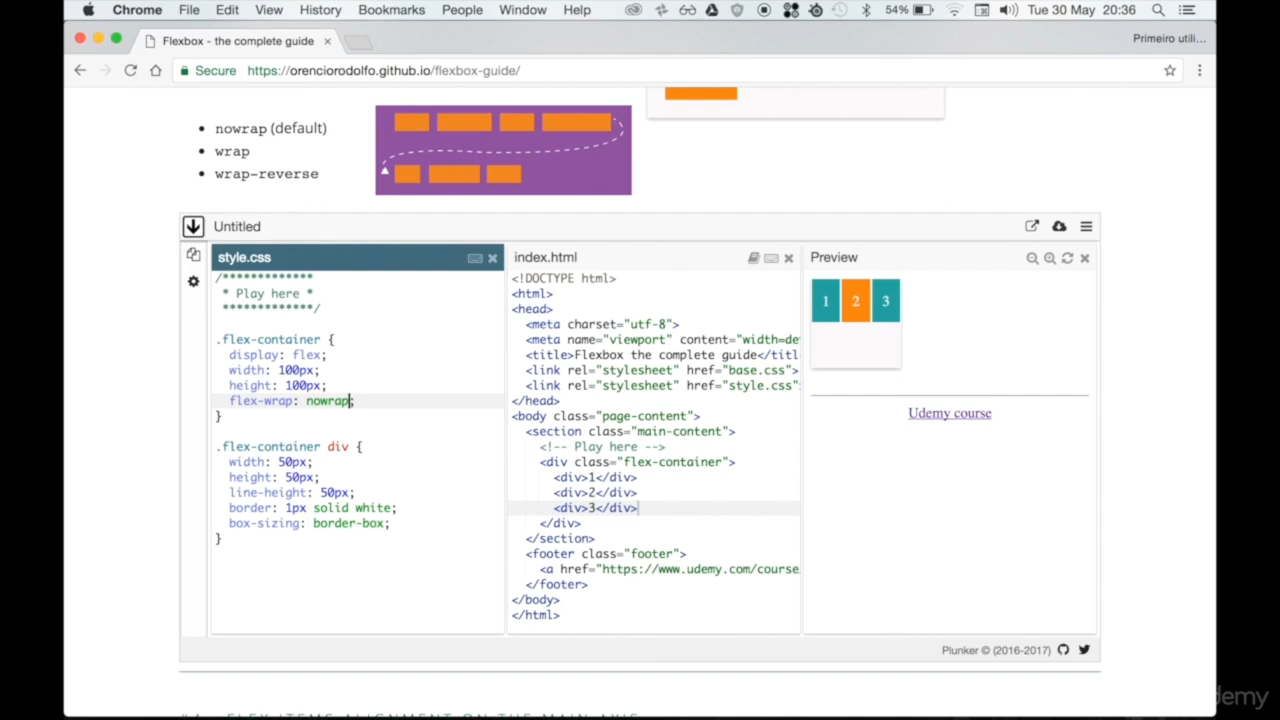 Chrome File Edit View History Bookmarks People Window Help 54% Tue 30 May 20:36
Flexbox - the complete guide
Primeiro utili...
Secure https://orenciorodolfo.github.io/flexbox-guide/
nowrap (default)
wrap
wrap-reverse
Untitled
style.css
/*************
* Play here *
*************/
.flex-container {
display: flex;
width: 100px;
height: 100px;
flex-wrap: nowrap;
}
.flex-container div {
width: 50px;
height: 50px;
line-height: 50px;
border: 1px solid white;
box-sizing: border-box;
}
index.html
<!DOCTYPE html>
<html>
<head>
<meta charset="utf-8">
<meta name="viewport" content="width=de
<title>Flexbox the complete guide</titl
<link rel="stylesheet" href="base.css">
<link rel="stylesheet" href="style.css"
</head>
<body class="page-content">
<section class="main-content">
<!-- Play here -->
<div class="flex-container">
<div>1</div>
<div>2</div>
<div>3</div>
</div>
</section>
<footer class="footer">
<a href="https://www.udemy.com/course
</footer>
</body>
</html>
Preview
1 2 3
Udemy course
Plunker © (2016-2017)